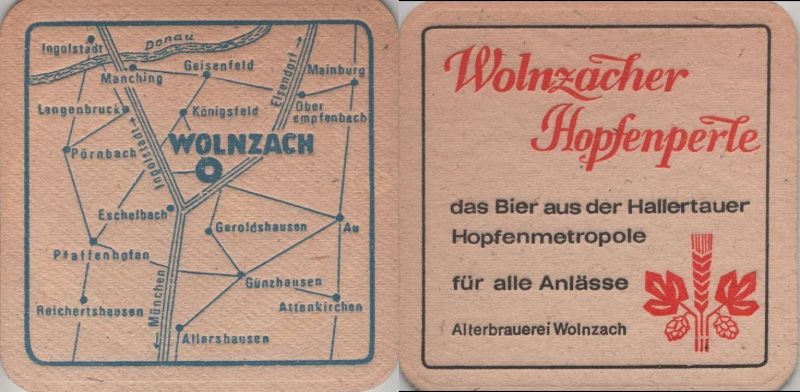 Ingolstadt
Donau
Manching
Geisenfeld
Elsendorf
Mainburg
Langenbruck
Königsfeld
Ober
empfenbach
Ingolstadt
WOLNZACH
Pörnbach
Eschelbach
Geroldshausen
Au
Pfaffenhofen
Günzhausen
Reichertshausen
München
Attenkirchen
Allershausen
Wolnzacher
Hopfenperle
das Bier aus der Hallertauer
Hopfenmetropole
für alle Anlässe
Alterbrauerei Wolnzach